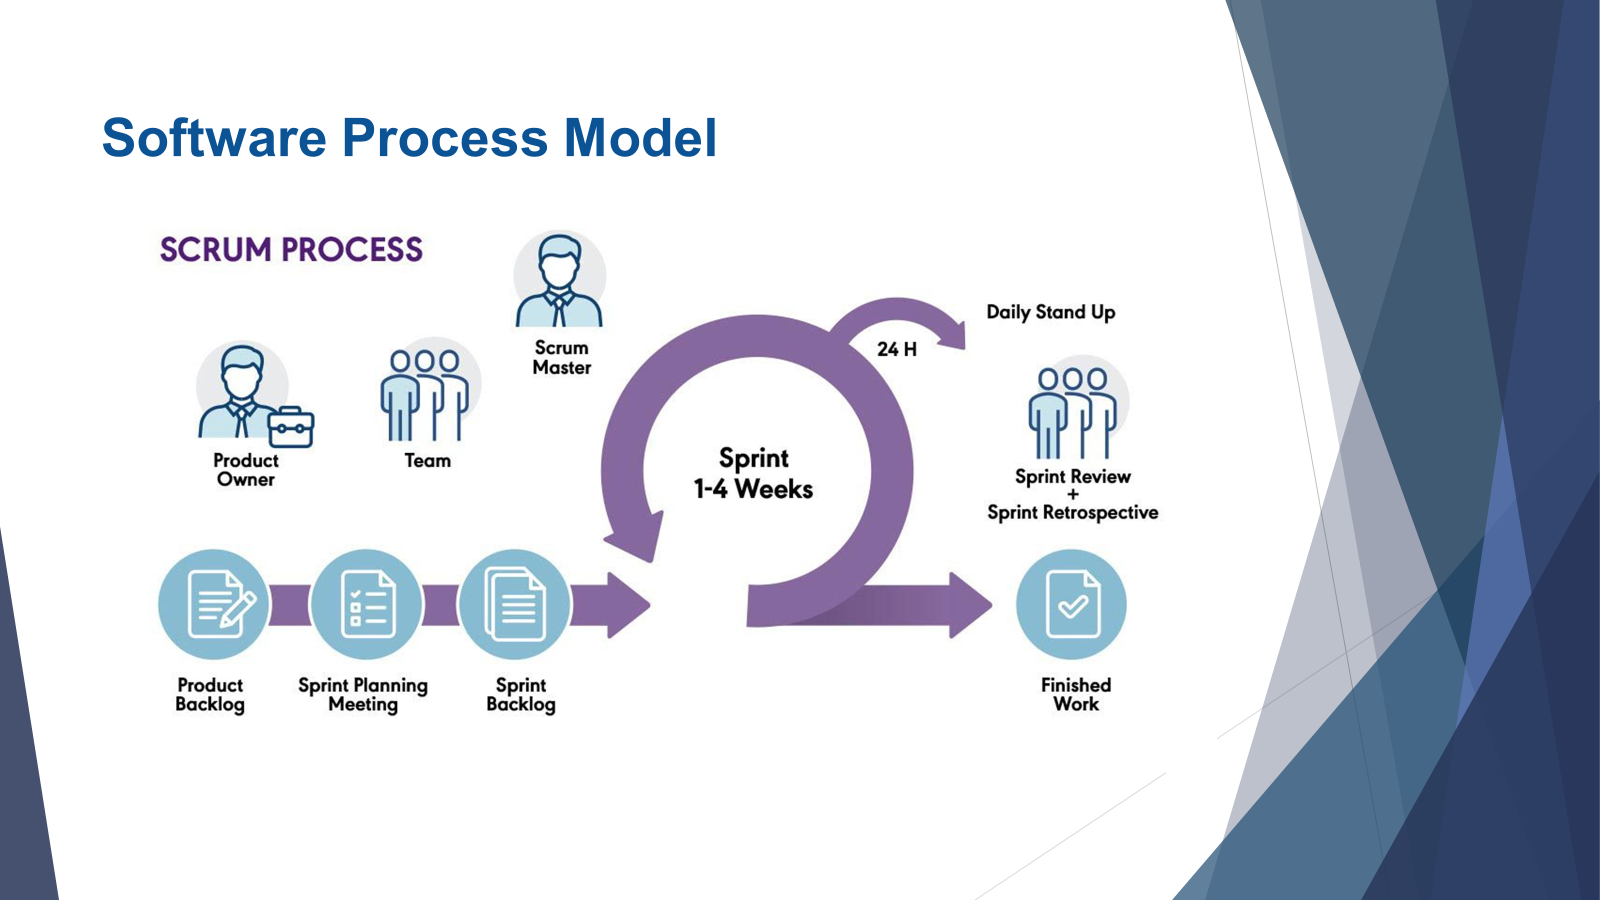 Software Process Model
SCRUM PROCESS
Scrum
Master
Product
Owner
Team
Daily Stand Up
24 H
Sprint
1-4 Weeks
Sprint Review
+
Sprint Retrospective
Product
Backlog
Sprint Planning
Meeting
Sprint
Backlog
Finished
Work